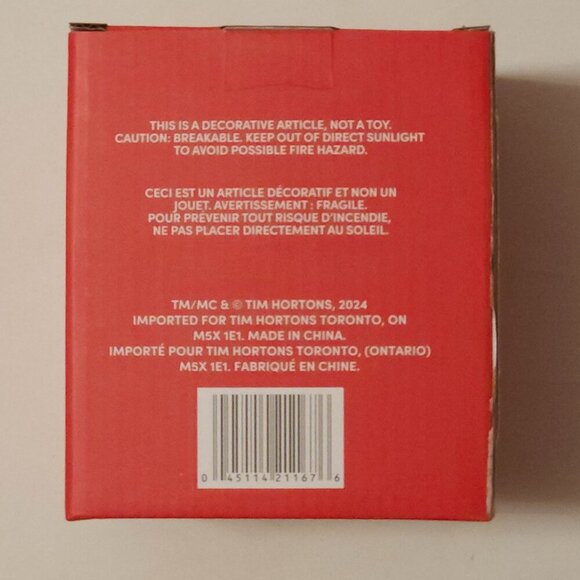 THIS IS A DECORATIVE ARTICLE, NOT A TOY.
CAUTION: BREAKABLE. KEEP OUT OF DIRECT SUNLIGHT
TO AVOID POSSIBLE FIRE HAZARD.
CECI EST UN ARTICLE DÉCORATIF ET NON UN
JOUET. AVERTISSEMENT : FRAGILE.
POUR PRÉVENIR TOUT RISQUE D'INCENDIE,
NE PAS PLACER DIRECTEMENT AU SOLEIL.
TM/MC & © TIM HORTONS, 2024
IMPORTED FOR TIM HORTONS TORONTO, ON
M5X 1E1. MADE IN CHINA.
IMPORTÉ POUR TIM HORTONS TORONTO, (ONTARIO)
M5X 1E1. FABRIQUÉ EN CHINE.
0 45114 21167 6